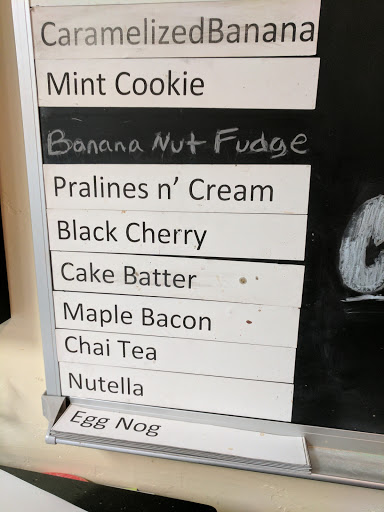 CaramelizedBanana
Mint Cookie
Banana Nut Fudge
Pralines n' Cream
Black Cherry
Cake Batter
Maple Bacon
Chai Tea
Nutella
Egg Nog